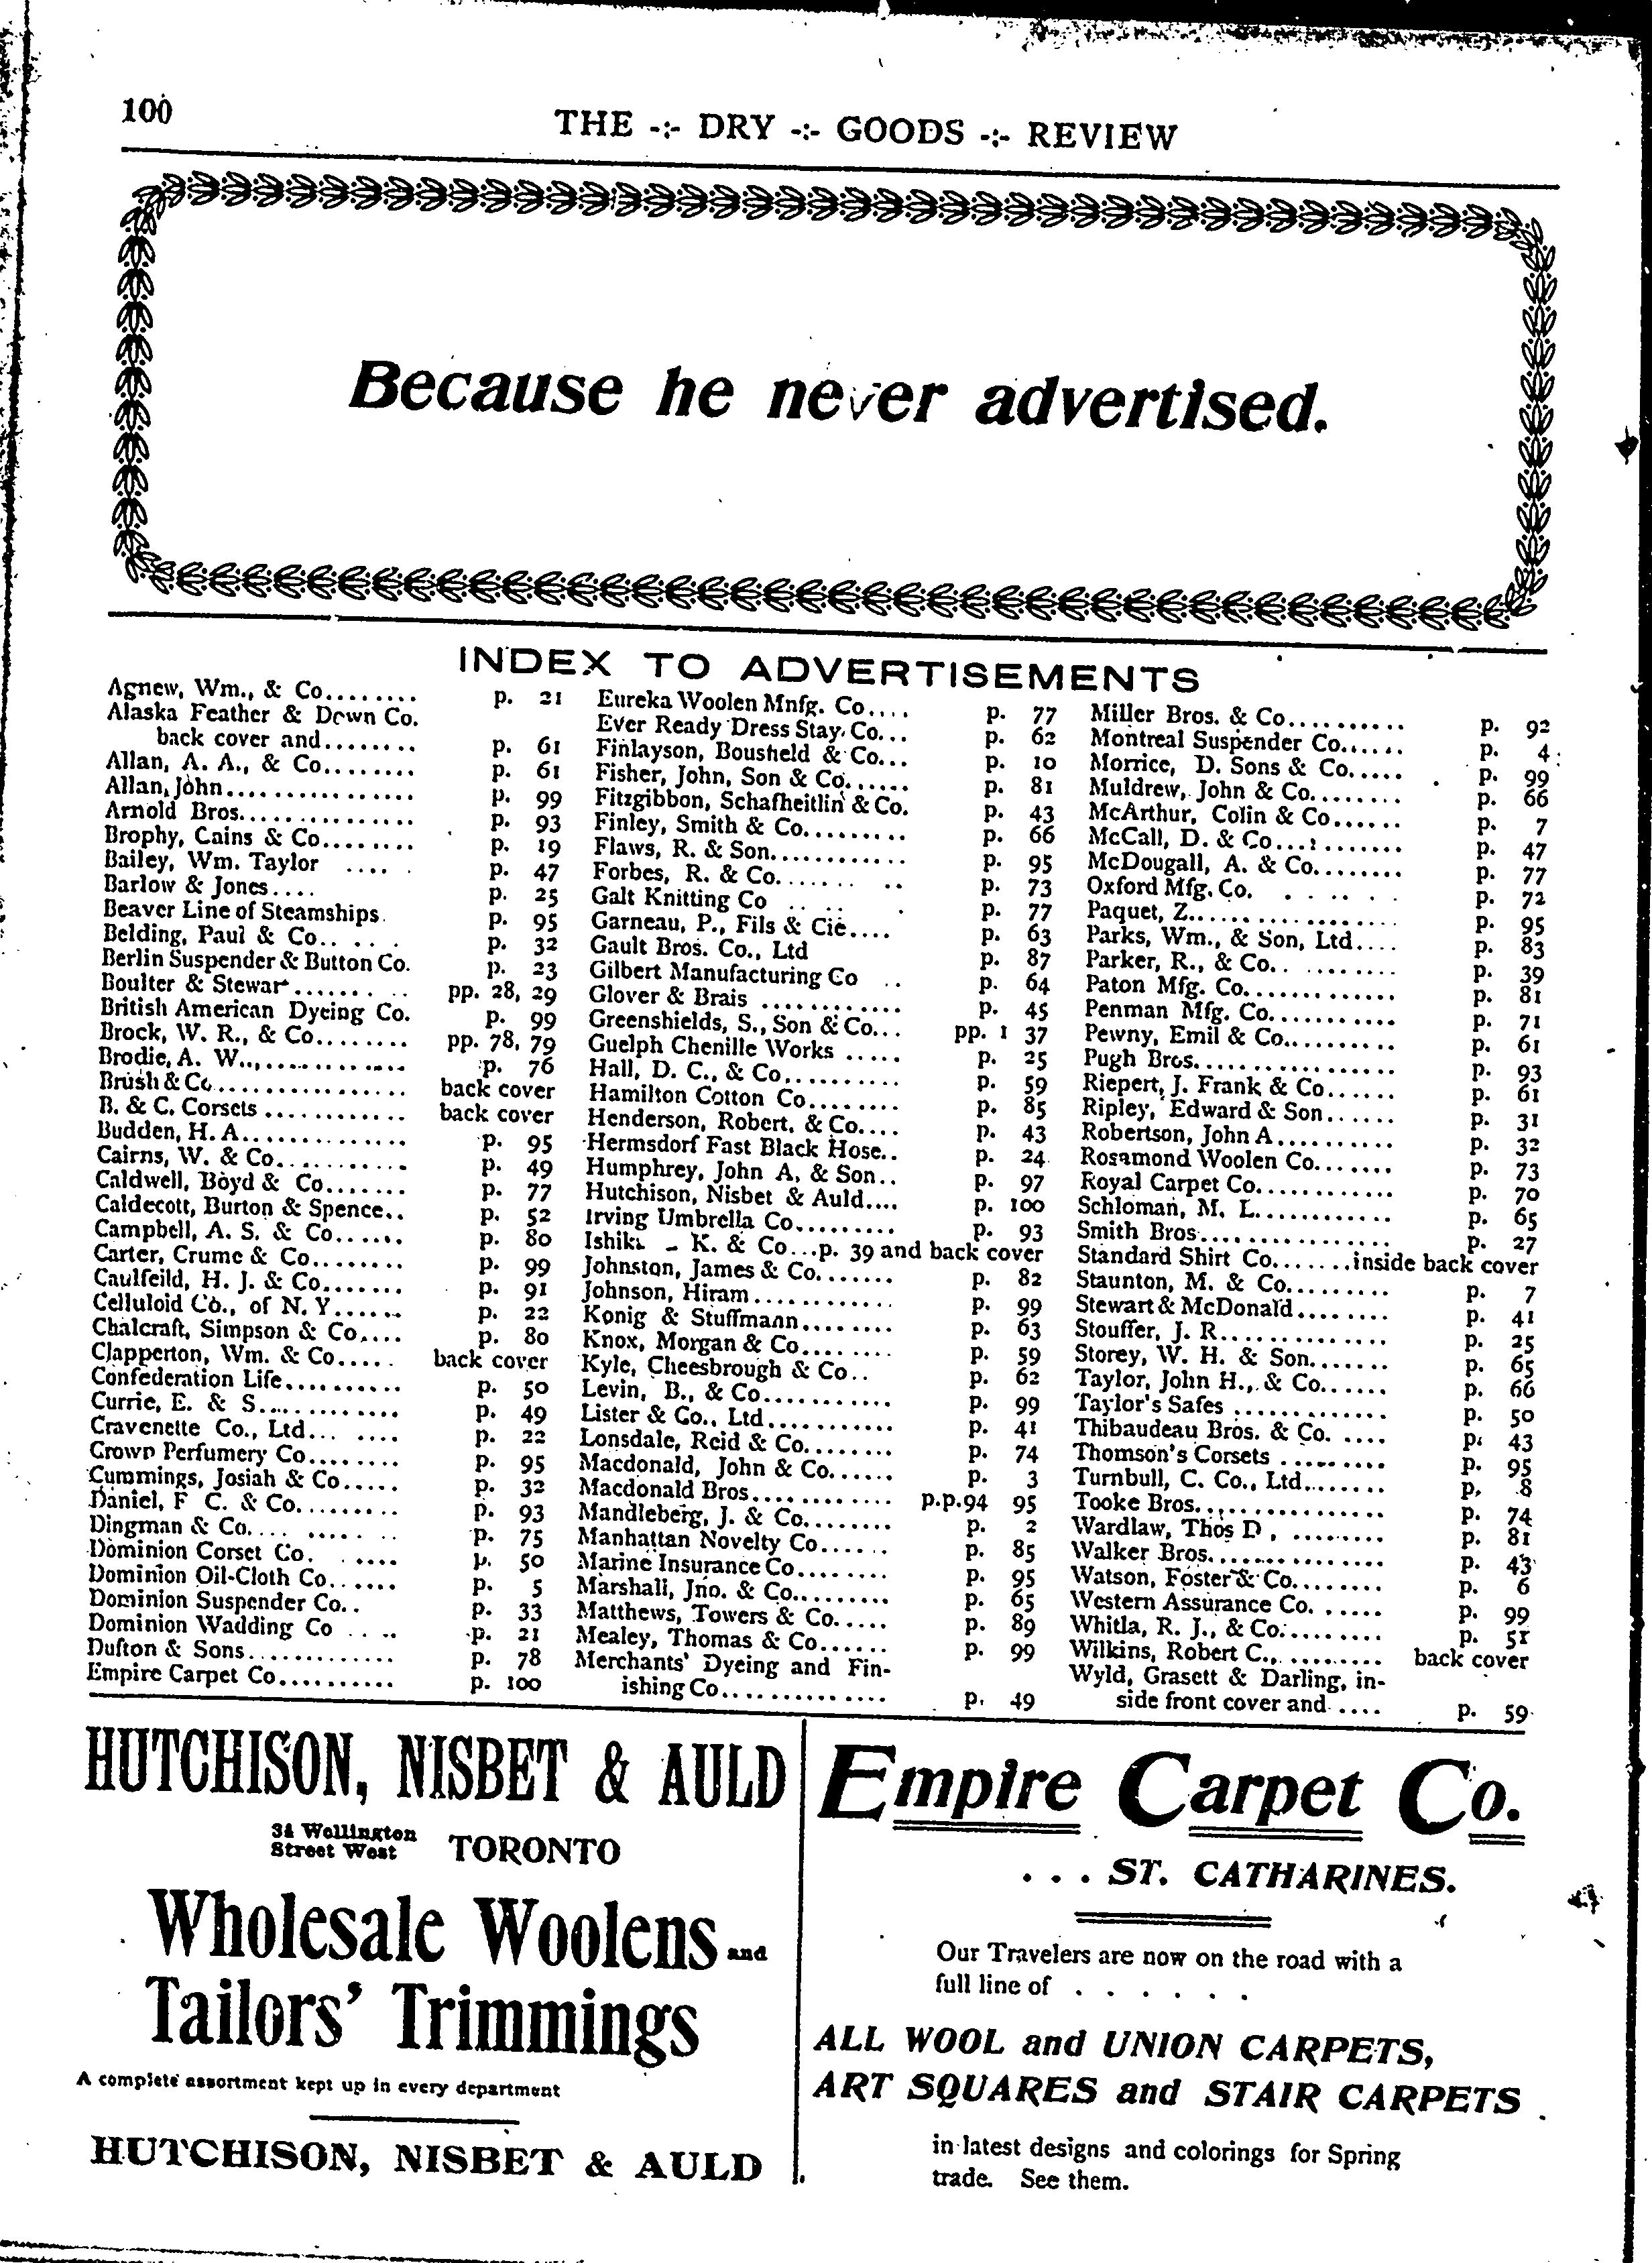 100
THE -:- DRY -:- GOODS -:- REVIEW
Because he never advertised.
INDEX TO ADVERTISEMENTS
Agnew, Wm., & Co........ p. 21
Alaska Feather & Down Co.
back cover and........ p. 61
Allan, A. A., & Co........ p. 61
Allan, John................ p. 99
Arnold Bros............... p. 93
Brophy, Cains & Co........ p. 19
Bailey, Wm. Taylor .... . p. 47
Barlow & Jones.... p. 25
Beaver Line of Steamships. p. 95
Belding, Paul & Co.. ... . p. 32
Berlin Suspender & Button Co. p. 23
Boulter & Stewar........ .. pp. 28, 29
British American Dyeing Co. p. 99
Brock, W. R., & Co........ pp. 78, 79
Brodie, A. W............... p. 76
Brush & Co................ back cover
B. & C. Corsets ............ back cover
Budden, H. A.............. p. 95
Cairns, W. & Co........... p. 49
Caldwell, Boyd & Co....... p. 77
Caldecott, Burton & Spence.. p. 52
Campbell, A. S. & Co...... p. 80
Carter, Crume & Co........ p. 99
Caulfeild, H. J. & Co....... p. 91
Celluloid Co., of N. Y...... p. 22
Chalcraft, Simpson & Co.... p. 80
Clapperton, Wm. & Co..... back cover
Confederation Life.......... p. 50
Currie, E. & S............. p. 49
Cravenette Co., Ltd... .... p. 22
Crown Perfumery Co........ p. 95
Cummings, Josiah & Co..... p. 32
Daniel, F C. & Co......... p. 93
Dingman & Co.... ...... .. p. 75
Dominion Corset Co. . .... p. 50
Dominion Oil-Cloth Co...... p. 5
Dominion Suspender Co.. p. 33
Dominion Wadding Co .... p. 21
Dufton & Sons............. p. 78
Empire Carpet Co.......... p. 100
Eureka Woolen Mnfg. Co.... p. 77
Ever Ready Dress Stay Co... p. 62
Finlayson, Bousfield & Co... p. 10
Fisher, John, Son & Co...... p. 81
Fitzgibbon, Schafheitlin & Co. p. 43
Finley, Smith & Co......... p. 66
Flaws, R. & Son............ p. 95
Forbes, R. & Co....... .. p. 73
Galt Knitting Co .. .. . p. 77
Garneau, P., Fils & Cie.... p. 63
Gault Bros. Co., Ltd p. 87
Gilbert Manufacturing Co .. p. 64
Glover & Brais ............ p. 45
Greenshields, S., Son & Co... pp. 1 37
Guelph Chenille Works ..... p. 25
Hall, D. C., & Co.......... p. 59
Hamilton Cotton Co........ p. 85
Henderson, Robert, & Co.... p. 43
Hermsdorf Fast Black Hose.. p. 24
Humphrey, John A, & Son.. p. 97
Hutchison, Nisbet & Auld.... p. 100
Irving Umbrella Co......... p. 93
K. & Co...p. 39 and back cover
Johnston, James & Co....... p. 82
Johnson, Hiram............ p. 99
Konig & Stuffmann........ p. 63
Knox, Morgan & Co........ p. 59
Kyle, Cheesbrough & Co.. p. 62
Levin, B., & Co........... p. 99
Lister & Co., Ltd.......... p. 41
Lonsdale, Reid & Co....... p. 74
Macdonald, John & Co...... p. 3
Macdonald Bros............ p.p.94 95
Mandleberg, J. & Co........ p. 2
Manhattan Novelty Co...... p. 85
Marine Insurance Co........ p. 95
Marshall, Jno. & Co......... p. 65
Matthews, Towers & Co..... p. 89
Mealey, Thomas & Co...... p. 99
Merchants' Dyeing and Fin-
ishing Co............... p. 49
Miller Bros. & Co.......... p. 92
Montreal Suspender Co...... p. 4
Morrice, D. Sons & Co..... p. 99
Muldrew, John & Co........ p. 66
McArthur, Colin & Co...... p. 7
McCall, D. & Co........... p. 47
McDougall, A. & Co........ p. 77
Oxford Mfg. Co. . .. .. . p. 72
Paquet, Z................ p. 95
Parks, Wm., & Son, Ltd.... p. 83
Parker, R., & Co.. ........ p. 39
Paton Mfg. Co............. p. 81
Penman Mfg. Co........... p. 71
Pewny, Emil & Co.......... p. 61
Pugh Bros................. p. 93
Riepert, J. Frank & Co...... p. 61
Ripley, Edward & Son...... p. 31
Robertson, John A.......... p. 32
Rosamond Woolen Co....... p. 73
Royal Carpet Co............ p. 70
Schloman, M. L............ p. 65
Smith Bros................ p. 27
Standard Shirt Co.......inside back cover
Staunton, M. & Co......... p. 7
Stewart & McDonald........ p. 41
Stouffer, J. R.............. p. 25
Storey, W. H. & Son....... p. 65
Taylor, John H., & Co...... p. 66
Taylor's Safes ............. p. 50
Thibaudeau Bros. & Co. .... p. 43
Thomson's Corsets ......... p. 95
Turnbull, C. Co., Ltd....... p. 8
Tooke Bros................ p. 74
Wardlaw, Thos D , ........ p. 81
Walker Bros............... p. 43
Watson, Foster & Co........ p. 6
Western Assurance Co. ...... p. 99
Whitla, R. J., & Co......... p. 51
Wilkins, Robert C., ......... back cover
Wyld, Grasett & Darling, in-
side front cover and .... p. 59
HUTCHISON, NISBET & AULD
34 Wellington
Street West TORONTO
Wholesale Woolens and
Tailors' Trimmings
A complete assortment kept up in every department
HUTCHISON, NISBET & AULD
Empire Carpet Co.
... ST. CATHARINES.
Our Travelers are now on the road with a
full line of . . . . . .
ALL WOOL and UNION CARPETS,
ART SQUARES and STAIR CARPETS
in latest designs and colorings for Spring
trade. See them.